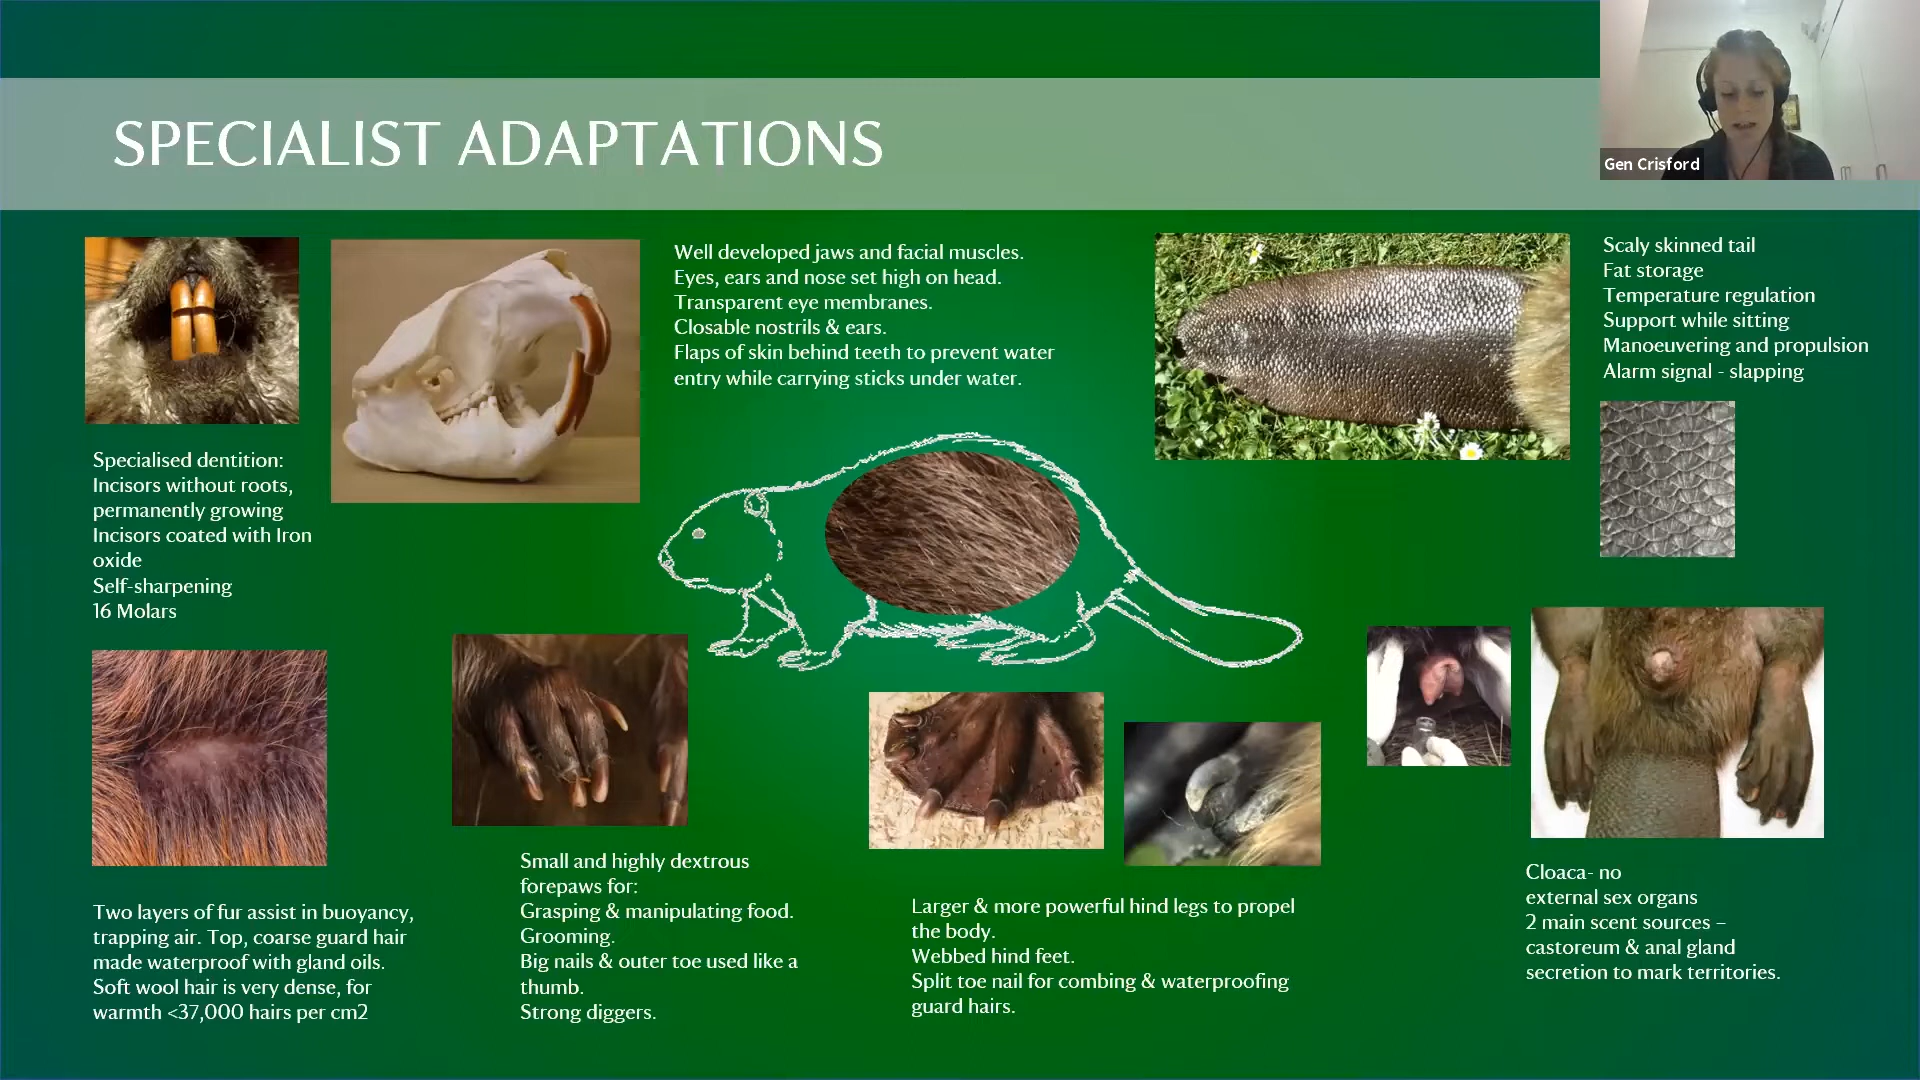 SPECIALIST ADAPTATIONS
Gen Crisford
Well developed jaws and facial muscles.
Eyes, ears and nose set high on head.
Transparent eye membranes.
Closable nostrils & ears.
Flaps of skin behind teeth to prevent water
entry while carrying sticks under water.
Scaly skinned tail
Fat storage
Temperature regulation
Support while sitting
Manoeuvering and propulsion
Alarm signal - slapping
Specialised dentition:
Incisors without roots,
permanently growing
Incisors coated with Iron
oxide
Self-sharpening
16 Molars
Two layers of fur assist in buoyancy,
trapping air. Top, coarse guard hair
made waterproof with gland oils.
Soft wool hair is very dense, for
warmth <37,000 hairs per cm2
Small and highly dextrous
forepaws for:
Grasping & manipulating food.
Grooming.
Big nails & outer toe used like a
thumb.
Strong diggers.
Larger & more powerful hind legs to propel
the body.
Webbed hind feet.
Split toe nail for combing & waterproofing
guard hairs.
Cloaca- no
external sex organs
2 main scent sources –
castoreum & anal gland
secretion to mark territories.